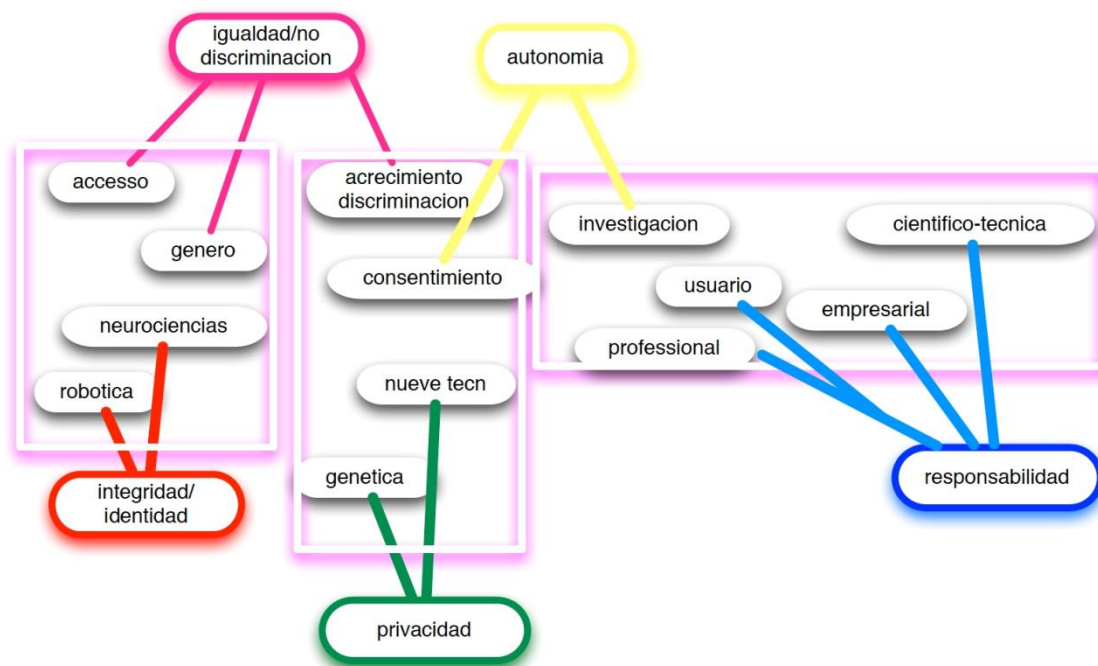 igualdad/no
discriminacion
autonomia
accesso
acrecimiento
discriminacion
investigacion
cientifico-tecnica
genero
consentimiento
usuario
empresarial
neurociencias
professional
robotica
nueve tecn
genetica
integridad/
identidad
responsabilidad
privacidad